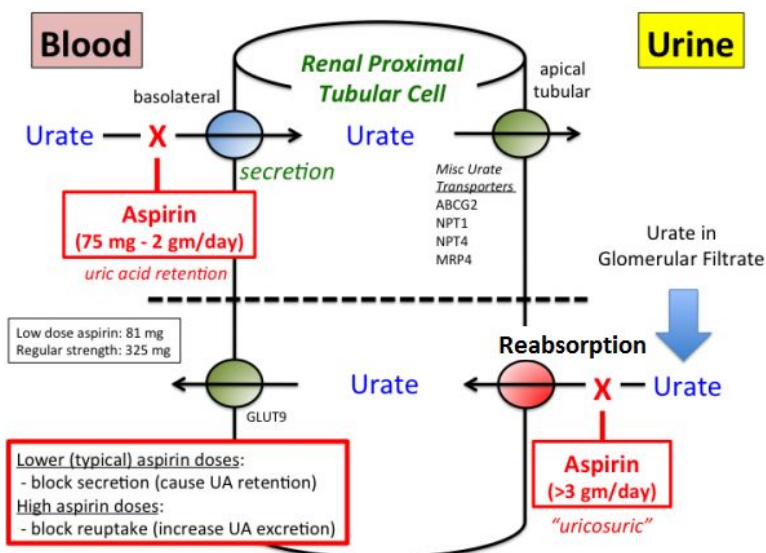 Blood
Urine
Renal Proximal
Tubular Cell
basolateral
apical
tubular
Urate
X
Urate
secretion
Misc Urate
Transporters
ABCG2
NPT1
NPT4
MRP4
Aspirin
(75 mg - 2 gm/day)
uric acid retention
Urate in
Glomerular Filtrate
Low dose aspirin: 81 mg
Regular strength: 325 mg
Reabsorption
GLUT9
Urate
X
Urate
Lower (typical) aspirin doses:
- block secretion (cause UA retention)
High aspirin doses:
- block reuptake (increase UA excretion)
Aspirin
(>3 gm/day)
"uricosuric"